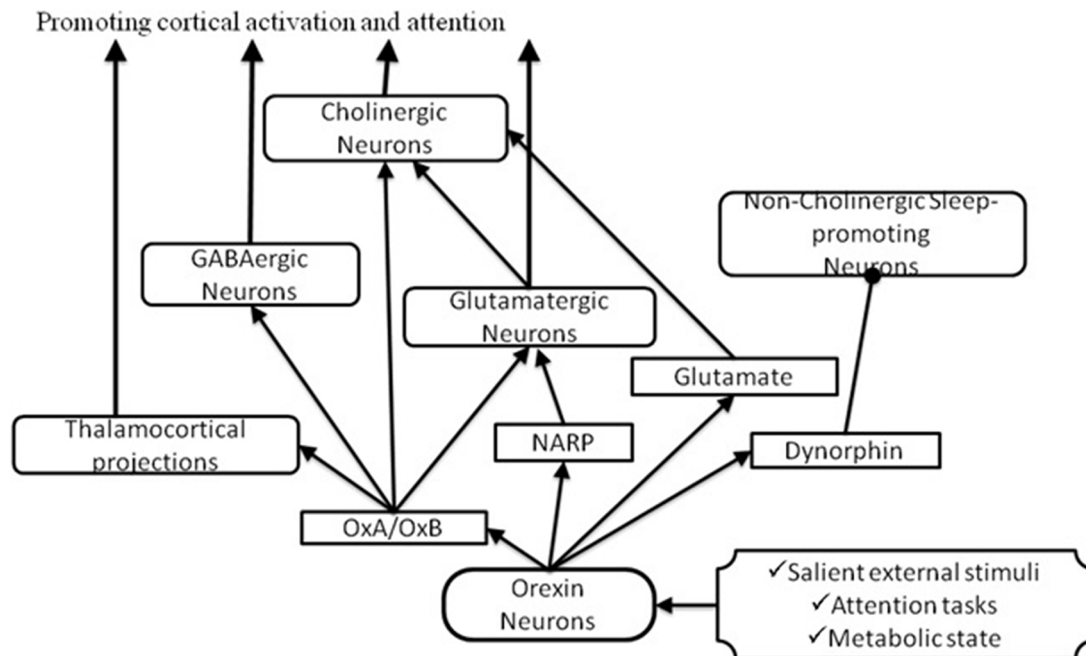 Promoting cortical activation and attention
Cholinergic
Neurons
Non-Cholinergic Sleep-
promoting
Neurons
GABAergic
Neurons
Glutamatergic
Neurons
Glutamate
Thalamocortical
projections
NARP
Dynorphin
OxA/OxB
Orexin
Neurons
✓Salient external stimuli
✓Attention tasks
✓Metabolic state